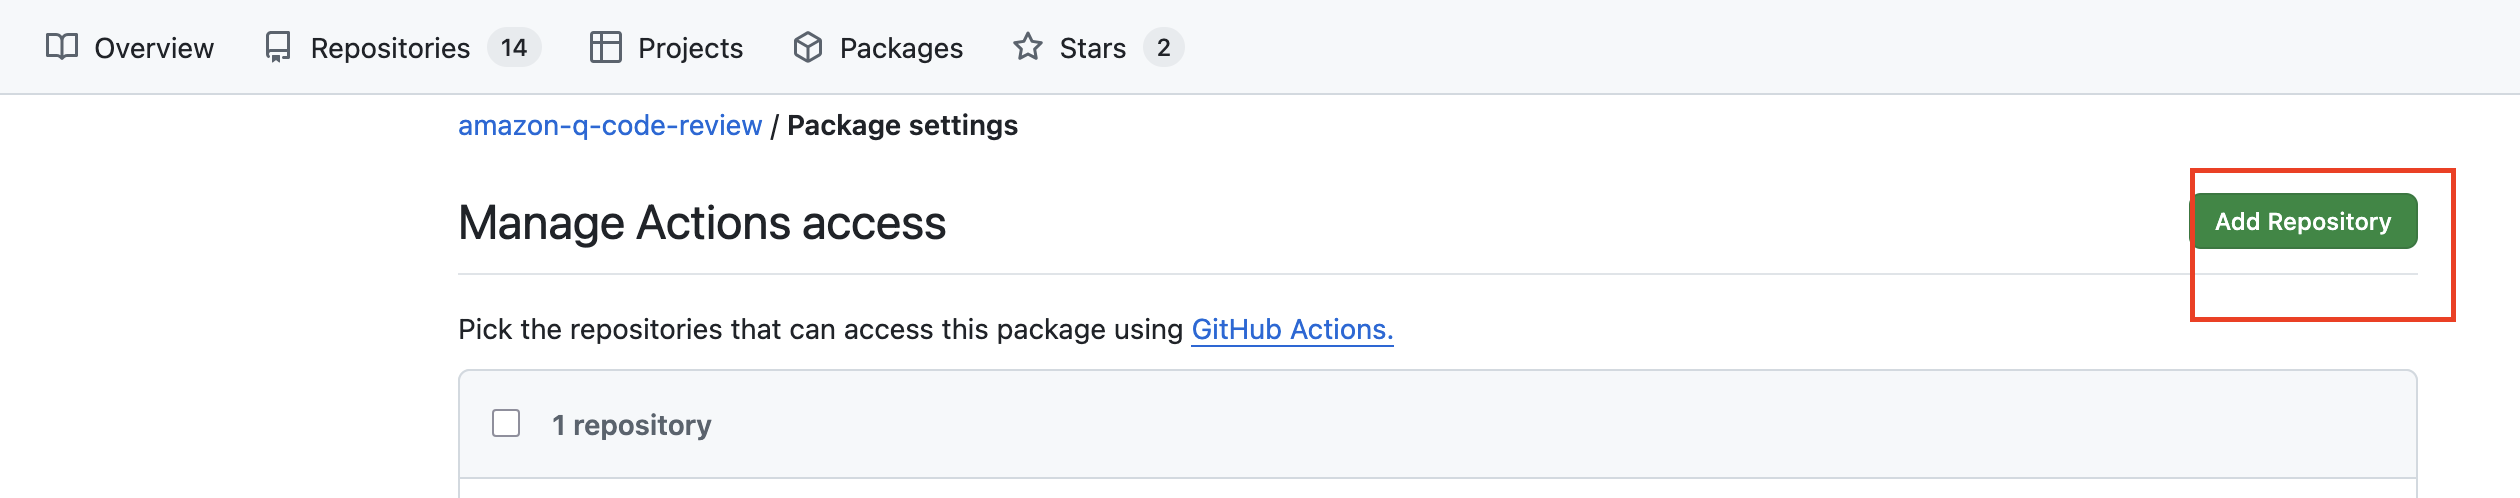 Overview Repositories 14 Projects Packages Stars 2
amazon-q-code-review / Package settings
Manage Actions access
Add Repository
Pick the repositories that can access this package using GitHub Actions.
1 repository